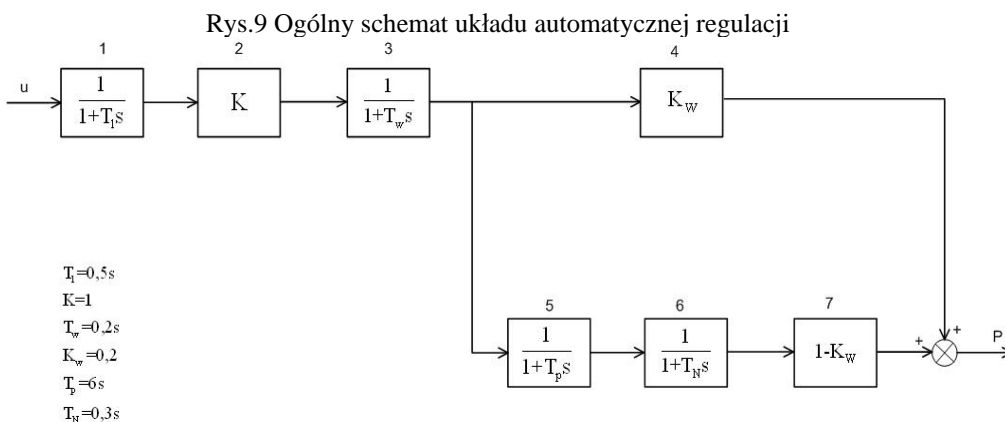 Rys.9 Ogólny schemat układu automatycznej regulacji
1
2
3
4
u
1
1+T₁s
K
1
1+T_w s
K_W
T₁=0,5s
K=1
T_w=0,2s
K_w=0,2
T_p=6s
T_N=0,3s
5
6
7
1
1+T_p s
1
1+T_N s
1-K_W
+
+
P